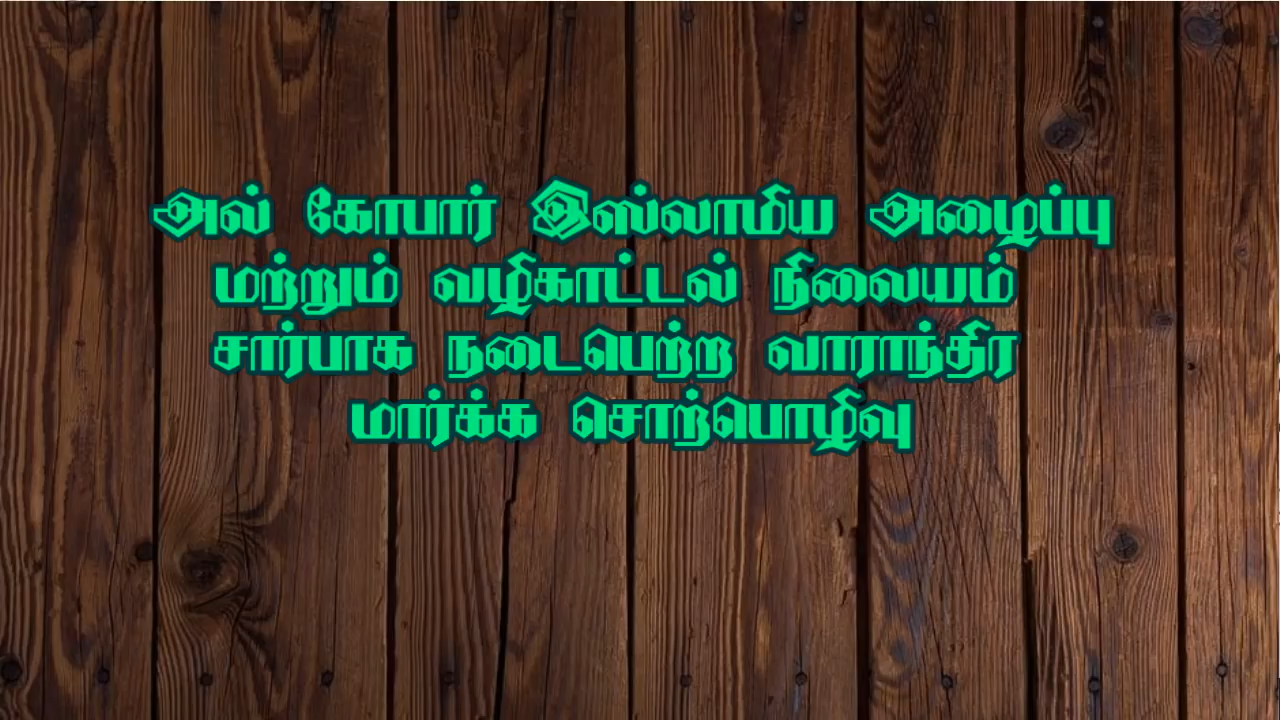 அல் கோபார் இஸ்லாமிய அழைப்பு
மற்றும் வழிகாட்டல் நிலையம்
சார்பாக நடைபெற்ற வாராந்திர
மார்க்க சொற்பொழிவு